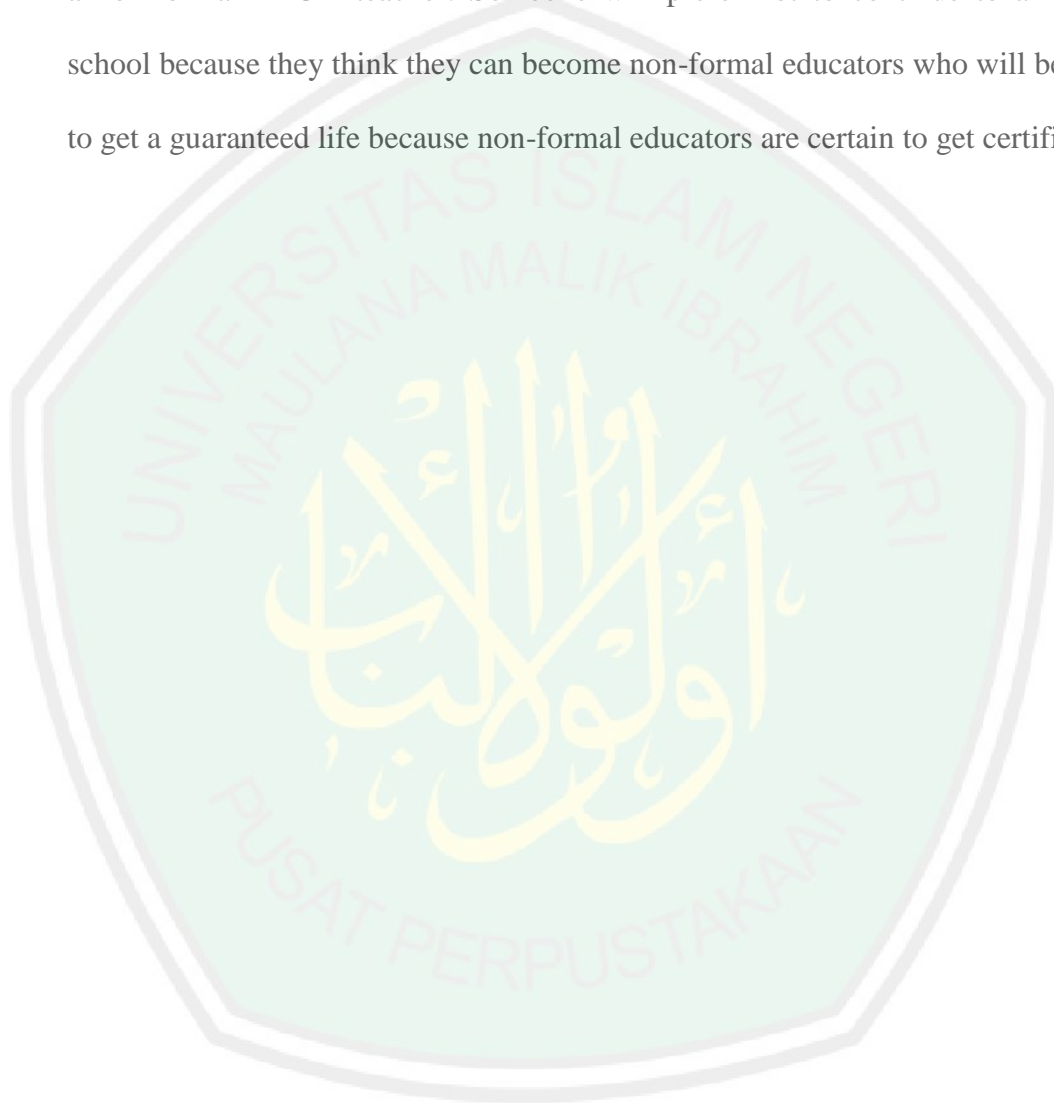 school because they think they can become non-formal educators who will be
to get a guaranteed life because non-formal educators are certain to get certifi
UNIVERSITAS ISLAM NEGERI
MAULANA MALIK IBRAHIM
أولوا الألباب
PUSAT PERPUSTAKAAN